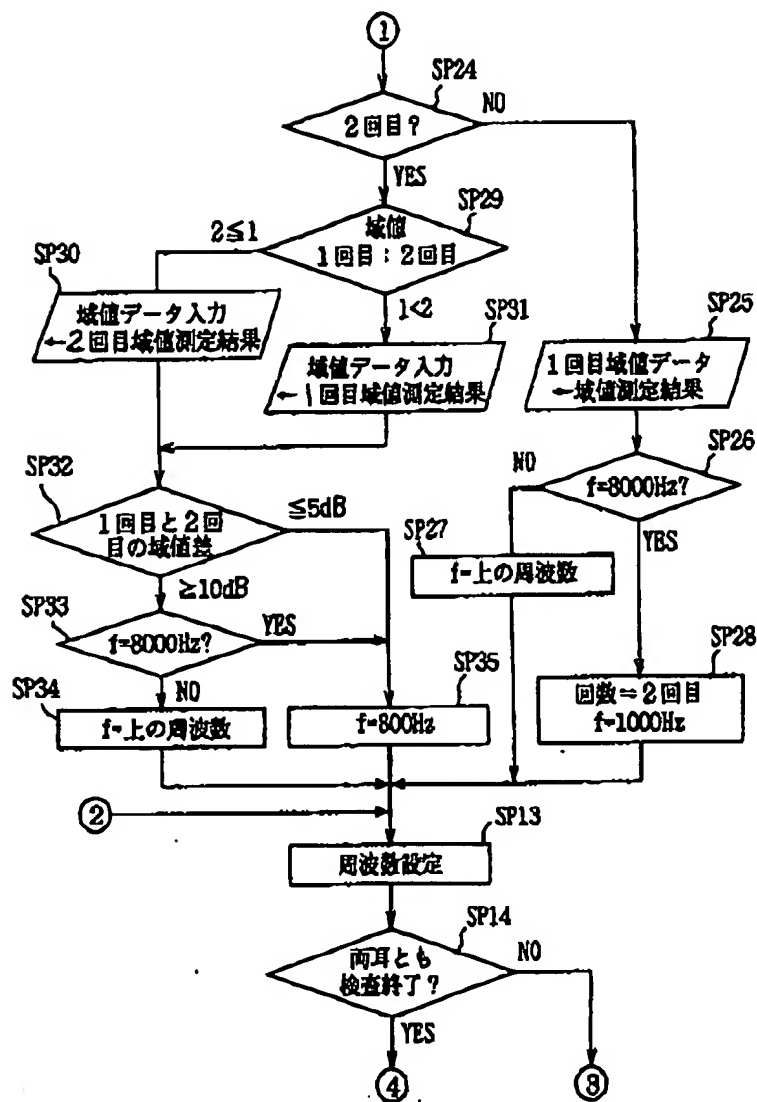 ①
SP24
2回目?
NO
YES
SP29
2≦1
域値
1回目:2回目
SP30
1<2
SP31
SP25
域値データ入力
←2回目域値測定結果
域値データ入力
←1回目域値測定結果
1回目域値データ
←域値測定結果
SP32
NO
SP26
1回目と2回
目の域値差
≦5dB
f=8000Hz?
SP27
YES
f=上の周波数
≧10dB
SP33
f=8000Hz?
YES
SP28
SP34
NO
SP35
回数=2回目
f=1000Hz
f=上の周波数
f=800Hz
②
SP13
周波数設定
SP14
両耳とも
検査終了?
NO
YES
④
③